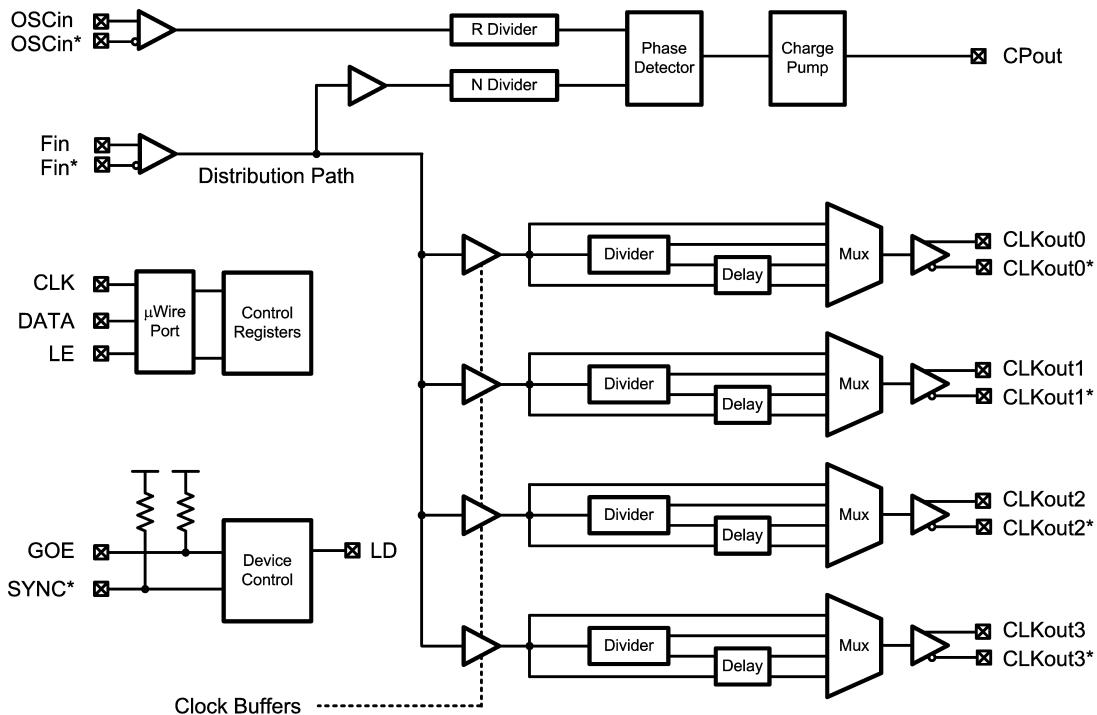 OSCin
OSCin*
R Divider
N Divider
Phase
Detector
Charge
Pump
CPout
Fin
Fin*
Distribution Path
Divider
Delay
Mux
CLKout0
CLKout0*
CLK
DATA
LE
µWire
Port
Control
Registers
Divider
Delay
Mux
CLKout1
CLKout1*
Divider
Delay
Mux
CLKout2
CLKout2*
GOE
SYNC*
Device
Control
LD
Divider
Delay
Mux
CLKout3
CLKout3*
Clock Buffers